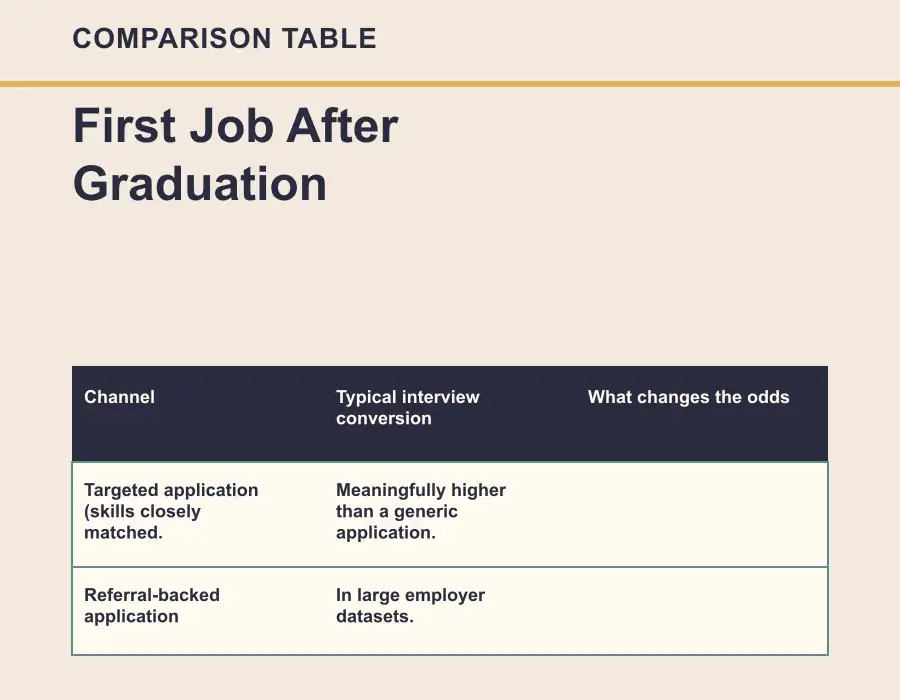 COMPARISON TABLE
First Job After
Graduation
Channel
Typical interview
conversion
What changes the odds
Targeted application
(skills closely
matched.
Meaningfully higher
than a generic
application.
Referral-backed
application
In large employer
datasets.